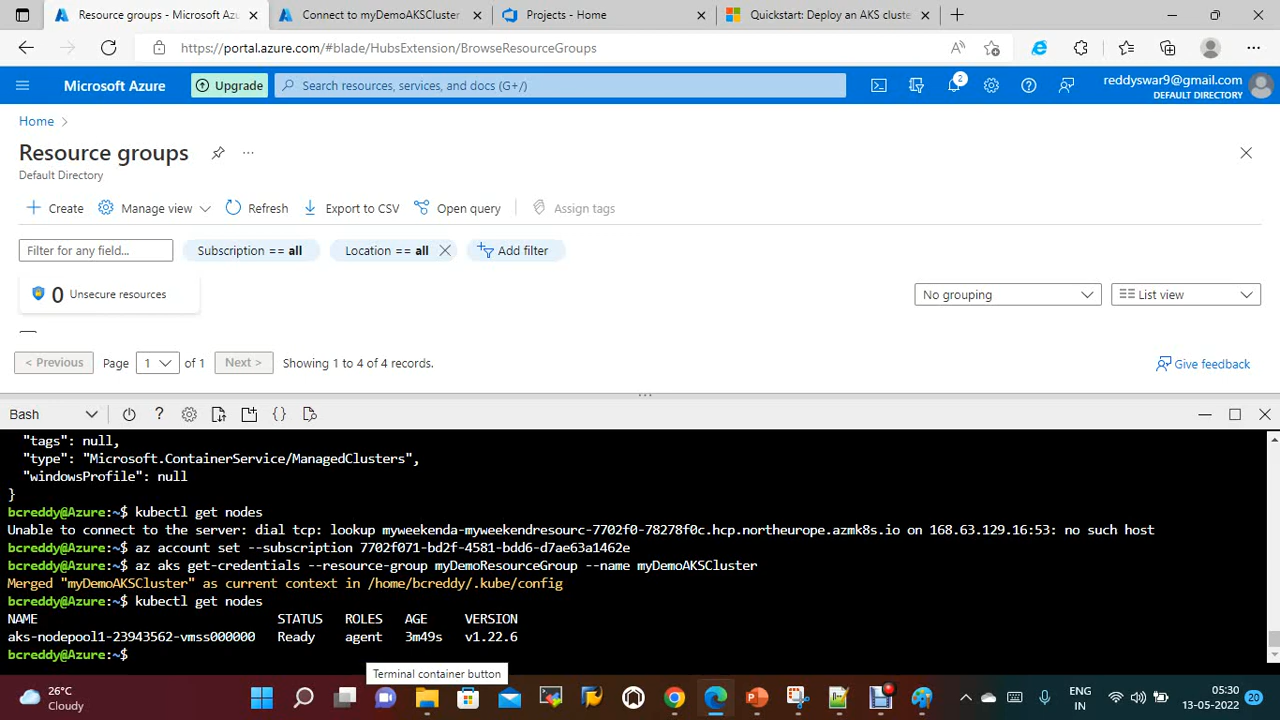 Resource groups - Microsoft Az
Connect to myDemoAKSCluster
Projects - Home
Quickstart: Deploy an AKS cluste
https://portal.azure.com/#blade/HubsExtension/BrowseResourceGroups
Microsoft Azure
Upgrade
Search resources, services, and docs (G+/)
2
reddyswar9@gmail.com
DEFAULT DIRECTORY
Home
Resource groups
Default Directory
Create
Manage view
Refresh
Export to CSV
Open query
Assign tags
Filter for any field...
Subscription == all
Location == all
Add filter
0 Unsecure resources
No grouping
List view
< Previous
Page
1
of 1
Next >
Showing 1 to 4 of 4 records.
Give feedback
Bash
"tags": null,
"type": "Microsoft.ContainerService/ManagedClusters",
"windowsProfile": null
}
bcreddy@Azure:~$ kubectl get nodes
Unable to connect to the server: dial tcp: lookup myweekenda-myweekendresourc-7702f0-78278f0c.hcp.northeurope.azmk8s.io on 168.63.129.16:53: no such host
bcreddy@Azure:~$ az account set --subscription 7702f071-bd2f-4581-bdd6-d7ae63a1462e
bcreddy@Azure:~$ az aks get-credentials --resource-group myDemoResourceGroup --name myDemoAKSCluster
Merged "myDemoAKSCluster" as current context in /home/bcreddy/.kube/config
bcreddy@Azure:~$ kubectl get nodes
NAME STATUS ROLES AGE VERSION
aks-nodepool1-23943562-vmss000000 Ready agent 3m49s v1.22.6
bcreddy@Azure:~$
Terminal container button
26°C
Cloudy
ENG
IN
05:30
13-05-2022
20